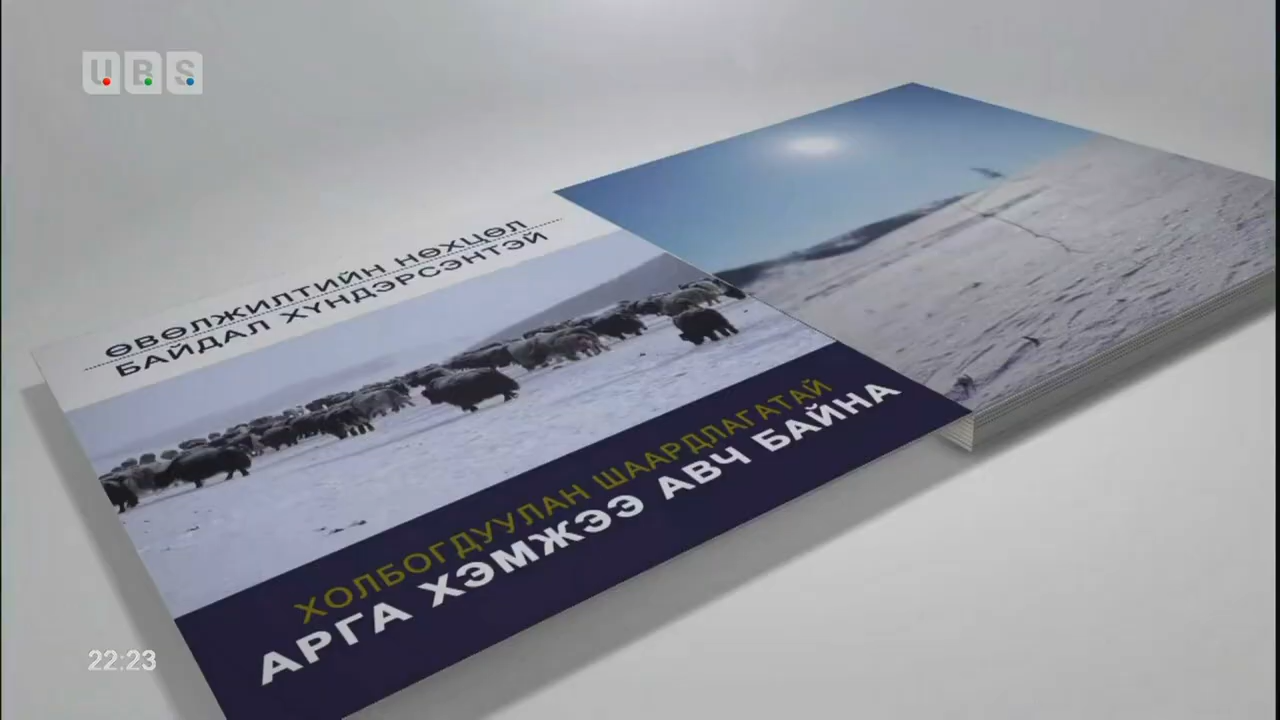 UBS
ӨВӨЛЖИЛТИЙН НӨХЦӨЛ
БАЙДАЛ ХҮНДЭРСЭНТЭЙ
ХОЛБОГДУУЛАН ШААРДЛАГАТАЙ
АРГА ХЭМЖЭЭ АВЧ БАЙНА
22:23